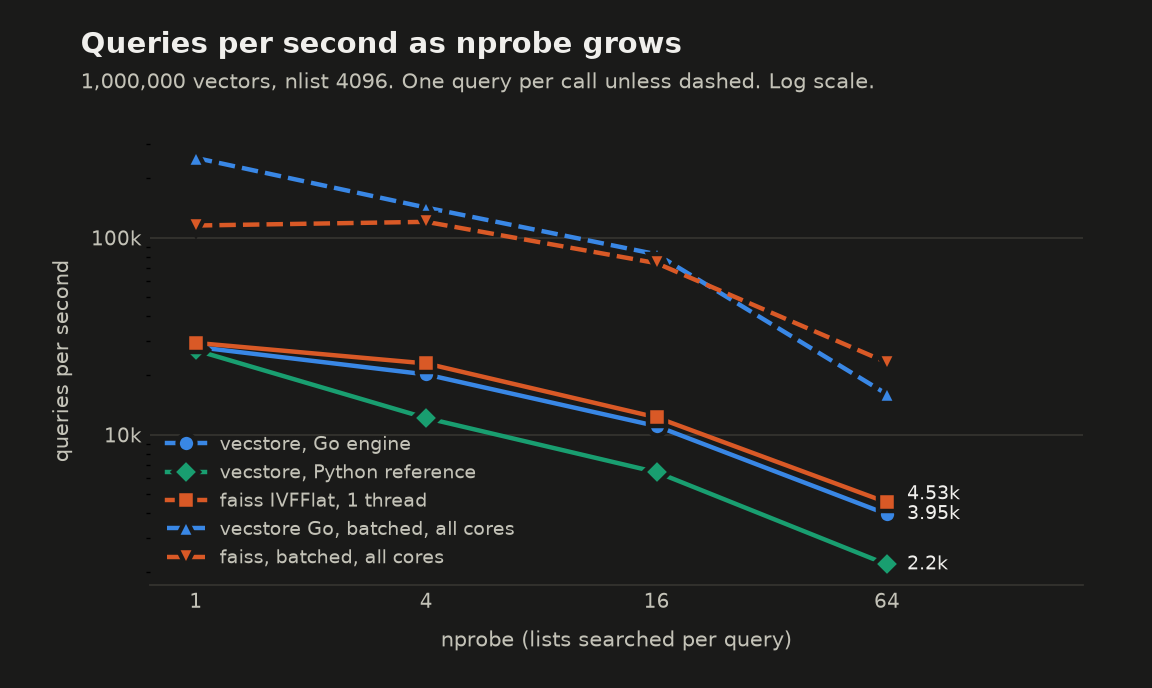 Queries per second as nprobe grows
1,000,000 vectors, nlist 4096. One query per call unless dashed. Log scale.
queries per second
100k
10k
vecstore, Go engine
vecstore, Python reference
faiss IVFFlat, 1 thread
vecstore Go, batched, all cores
faiss, batched, all cores
4.53k
3.95k
2.2k
1 4 16 64
nprobe (lists searched per query)